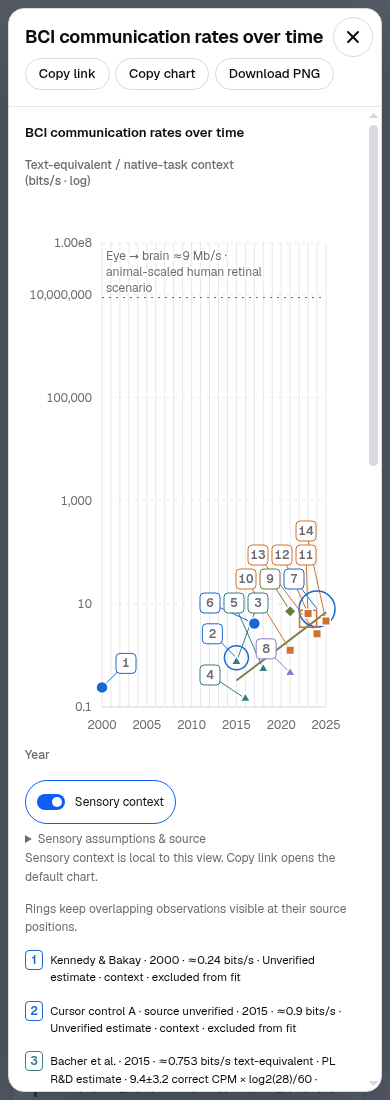 BCI communication rates over time
Copy link
Copy chart
Download PNG
BCI communication rates over time
Text-equivalent / native-task context
(bits/s · log)
1.00e8
Eye → brain ≈9 Mb/s ·
animal-scaled human retinal
scenario
10,000,000
100,000
1,000
14
13
12
11
10
9
7
10
6
5
3
2
8
1
4
0.1
2000
2005
2010
2015
2020
2025
Year
Sensory context
Sensory assumptions & source
Sensory context is local to this view. Copy link opens the
default chart.
Rings keep overlapping observations visible at their source
positions.
1 Kennedy & Bakay · 2000 · ≈0.24 bits/s · Unverified
estimate · context · excluded from fit
2 Cursor control A · source unverified · 2015 · ≈0.9 bits/s ·
Unverified estimate · context · excluded from fit
3 Bacher et al. · 2015 · ≈0.753 bits/s text-equivalent · PL
R&D estimate · 9.4±3.2 correct CPM × log2(28)/60 ·